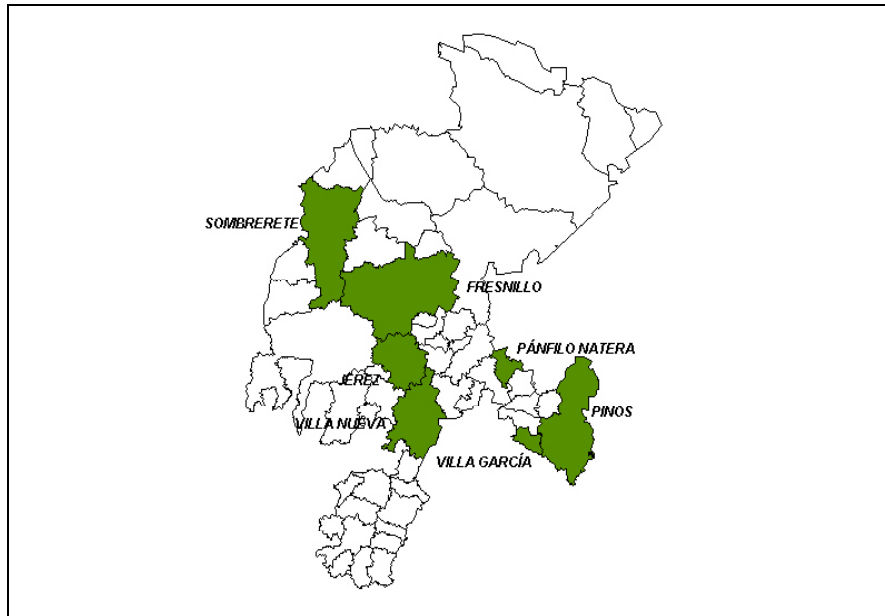 SOMBRERETE
FRESNILLO
PÁNFILO NATERA
JEREZ
PINOS
VILLA NUEVA
VILLA GARCÍA